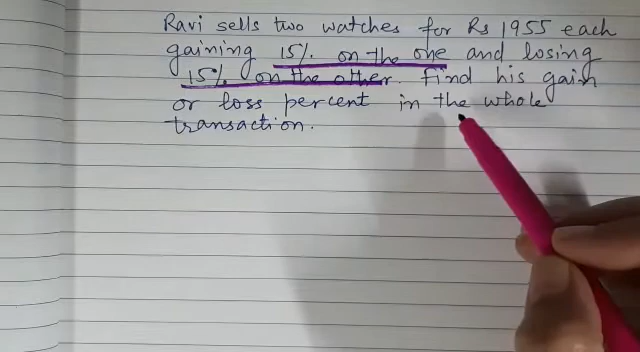 Ravi sells two watches for Rs 1955 each
gaining 15% on the one and losing
15% on the other. Find his gain
or loss percent in the whole
transaction.